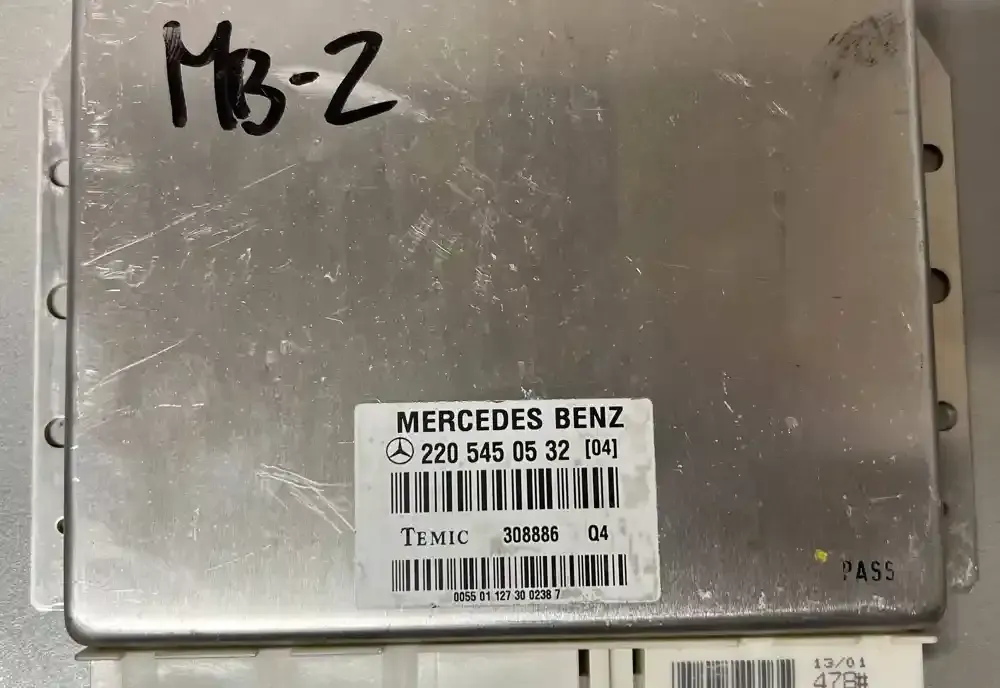 MB-2
MERCEDES BENZ
220 545 05 32 [04]
TEMIC 308886 Q4
0055 01 127 30 0238 7
PASS
13/01
478#